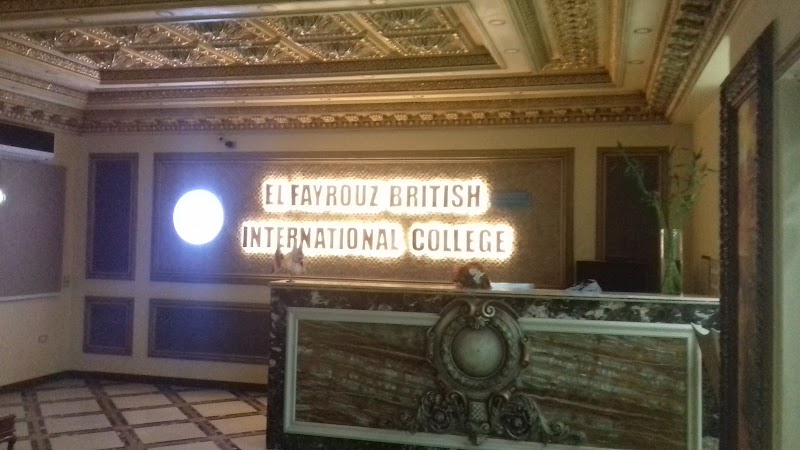 EL FAYROUZ BRITISH
INTERNATIONAL COLLEGE